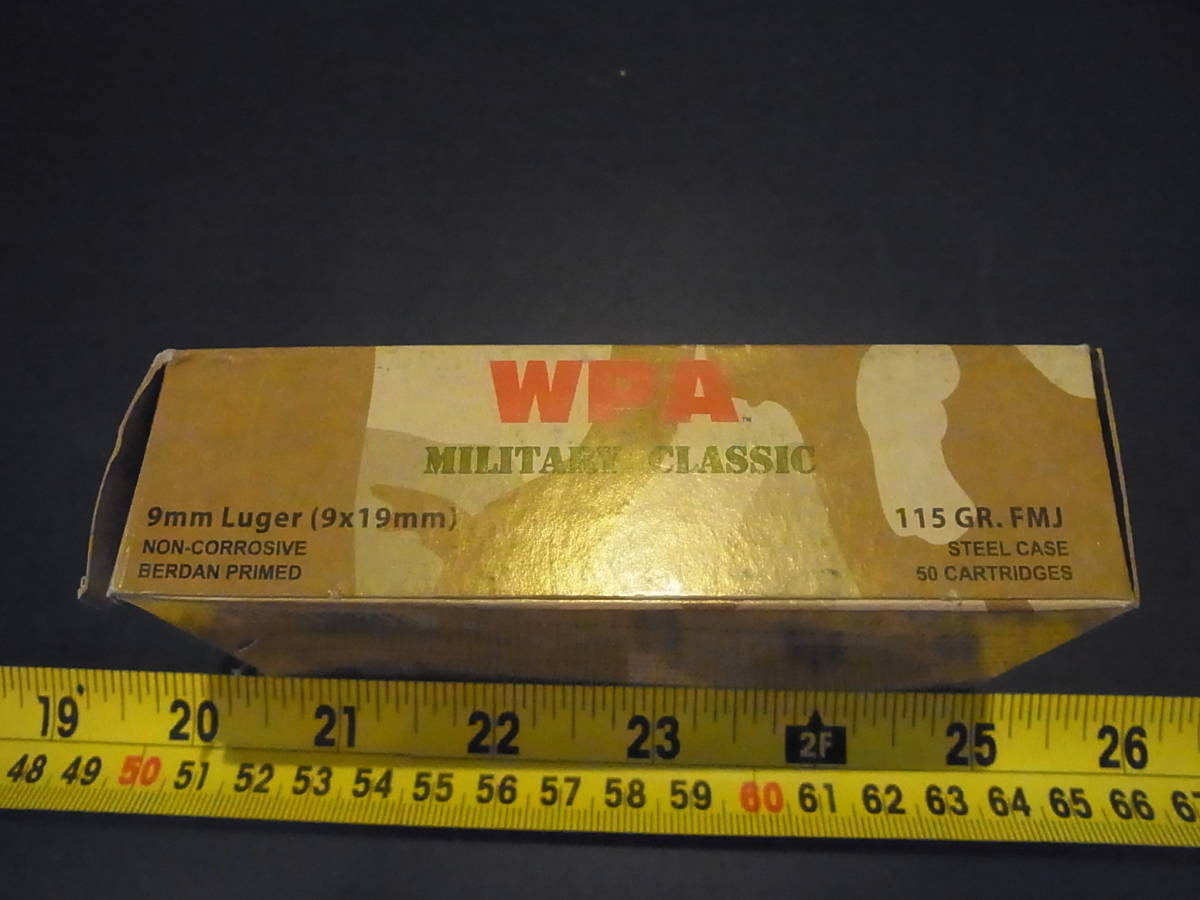 WPA™
MILITARY CLASSIC
9mm Luger (9x19mm)
NON-CORROSIVE
BERDAN PRIMED
115 GR. FMJ
STEEL CASE
50 CARTRIDGES
19 20 21 22 23 2F 25 26
48 49 50 51 52 53 54 55 56 57 58 59 60 61 62 63 64 65 66